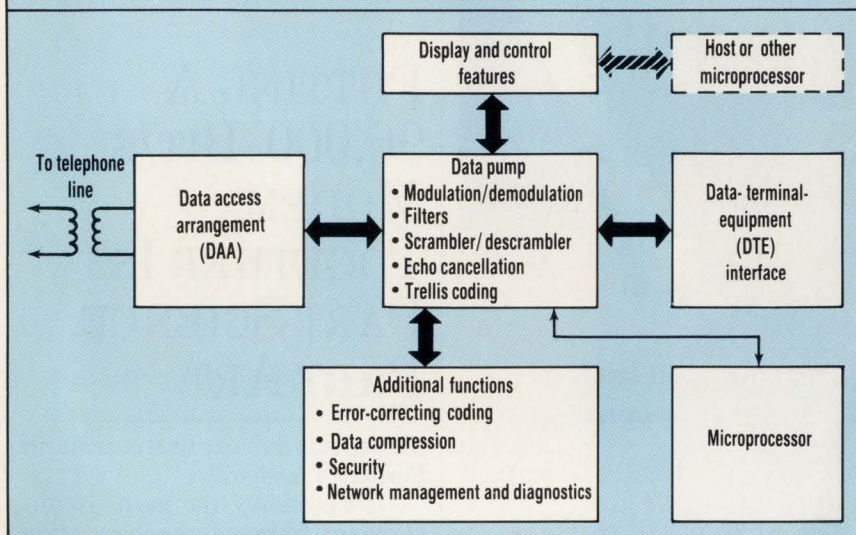 Display and control
features
Host or other
microprocessor
To telephone
line
Data access
arrangement
(DAA)
Data pump
• Modulation/demodulation
• Filters
• Scrambler/descrambler
• Echo cancellation
• Trellis coding
Data-terminal-
equipment
(DTE)
interface
Additional functions
• Error-correcting coding
• Data compression
• Security
• Network management and diagnostics
Microprocessor